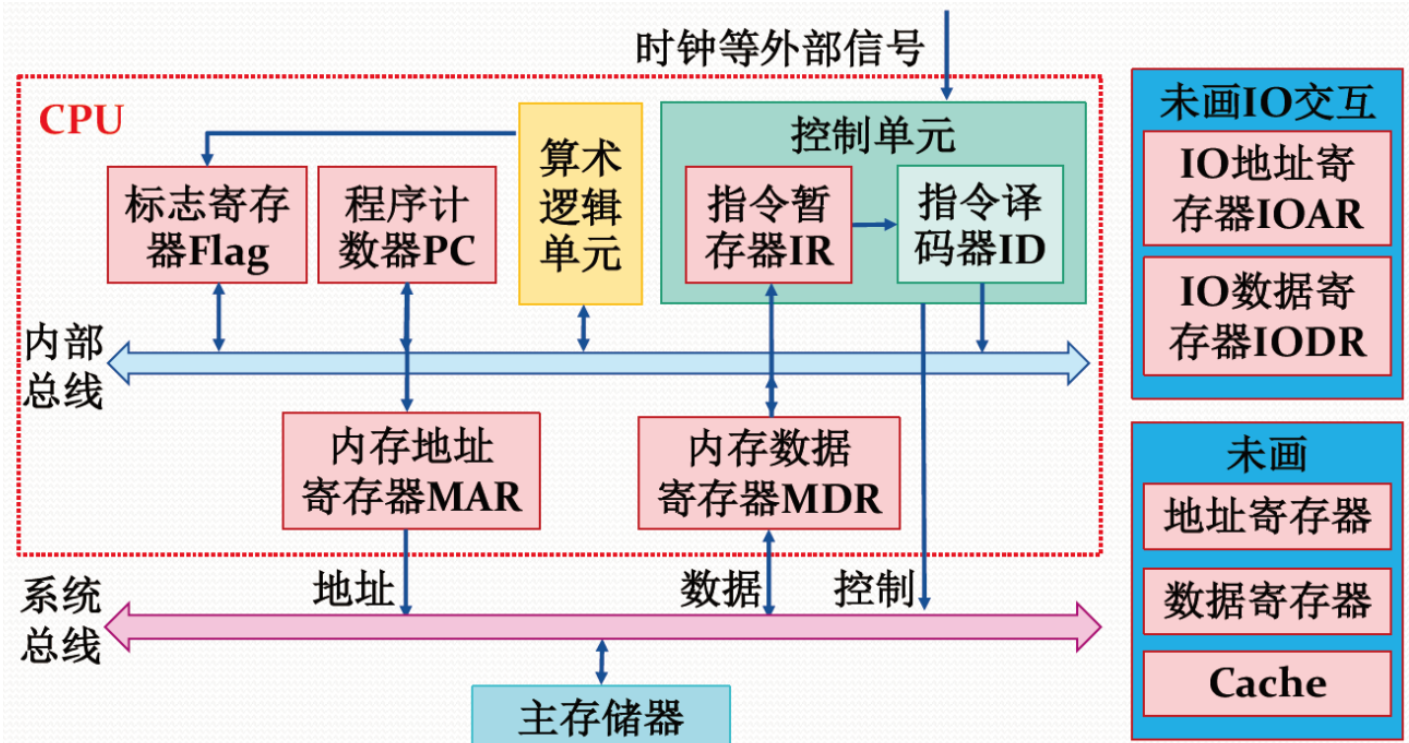 时钟等外部信号
CPU
标志寄存
器Flag
程序计
数器PC
算术
逻辑
单元
控制单元
指令暂
存器IR
指令译
码器ID
内部
总线
内存地址
寄存器MAR
内存数据
寄存器MDR
地址
数据
控制
系统
总线
主存储器
未画IO交互
IO地址寄
存器IOAR
IO数据寄
存器IODR
未画
地址寄存器
数据寄存器
Cache